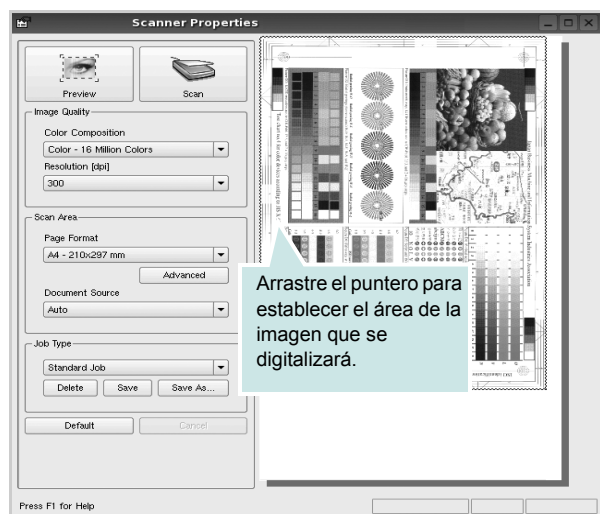 Scanner Properties
Preview
Scan
Image Quality
Color Composition
Color - 16 Million Colors
Resolution [dpi]
300
Scan Area
Page Format
A4 - 210x297 mm
Advanced
Document Source
Auto
Job Type
Standard Job
Delete
Save
Save As...
Default
Cancel
Press F1 for Help
Arrastre el puntero para
establecer el área de la
imagen que se
digitalizará.